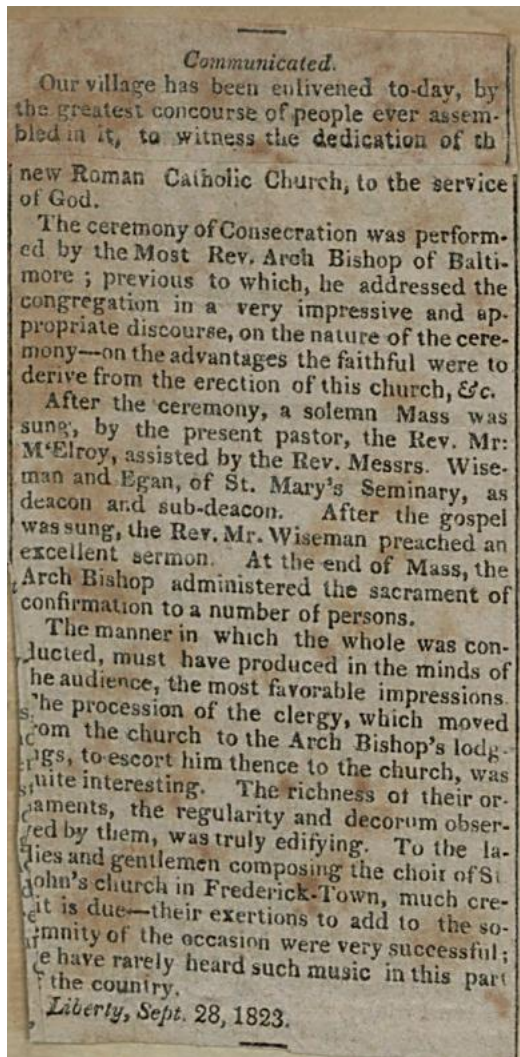 Communicated.
Our village has been enlivened to-day, by
the greatest concourse of people ever assem-
bled in it, to witness the dedication of th
new Roman Catholic Church, to the service
of God.
The ceremony of Consecration was perform-
ed by the Most Rev. Arch Bishop of Balti-
more ; previous to which, he addressed the
congregation in a very impressive and ap-
propriate discourse, on the nature of the cere-
mony—on the advantages the faithful were to
derive from the erection of this church, &c.
After the ceremony, a solemn Mass was
sung, by the present pastor, the Rev. Mr:
M'Elroy, assisted by the Rev. Messrs. Wise-
man and Egan, of St. Mary's Seminary, as
deacon and sub-deacon. After the gospel
was sung, the Rev. Mr. Wiseman preached an
excellent sermon. At the end of Mass, the
Arch Bishop administered the sacrament of
confirmation to a number of persons.
The manner in which the whole was con-
ducted, must have produced in the minds of
he audience, the most favorable impressions.
The procession of the clergy, which moved
rom the church to the Arch Bishop's lodg-
ngs, to escort him thence to the church, was
uite interesting. The richness of their or-
aments, the regularity and decorum obser-
ved by them, was truly edifying. To the la-
dies and gentlemen composing the choir of St
John's church in Frederick-Town, much cre-
it is due—their exertions to add to the so-
emnity of the occasion were very successful;
e have rarely heard such music in this part
f the country.
Liberty, Sept. 28, 1823.